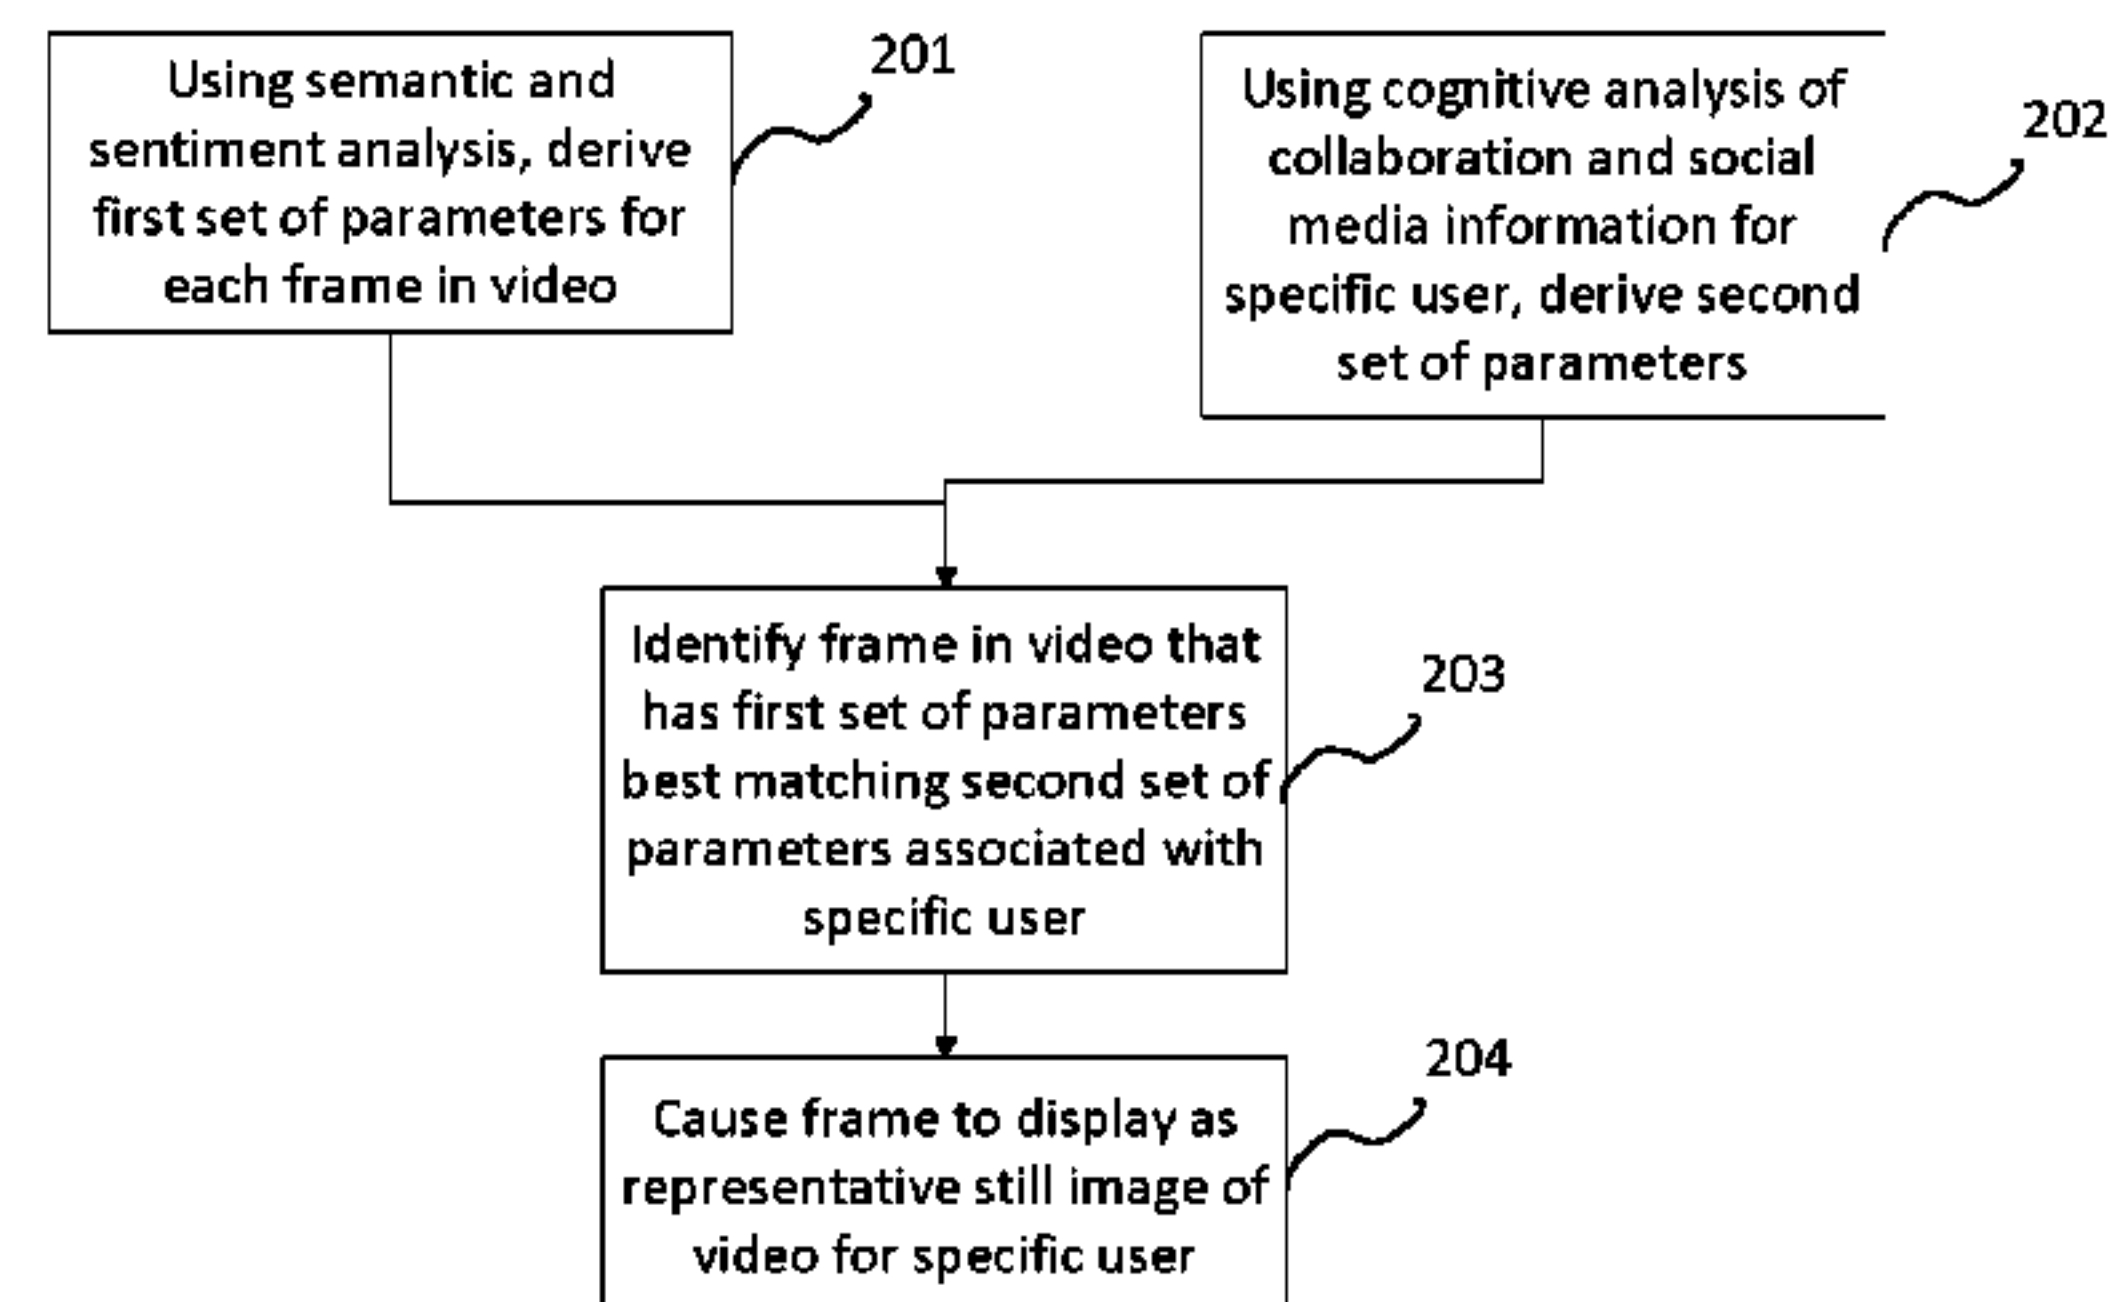 Using semantic and
sentiment analysis, derive
first set of parameters for
each frame in video
201
Using cognitive analysis of
collaboration and social
media information for
specific user, derive second
set of parameters
202
Identify frame in video that
has first set of parameters
best matching second set of
parameters associated with
specific user
203
Cause frame to display as
representative still image of
video for specific user
204